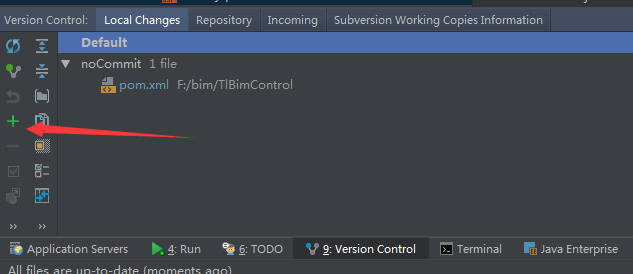 Version Control: Local Changes Repository Incoming Subversion Working Copies Information
Default
noCommit 1 file
pom.xml F:/bim/TlBimControl
Application Servers 4: Run 6: TODO 9: Version Control Terminal Java Enterprise
All files are up-to-date (moments ago)